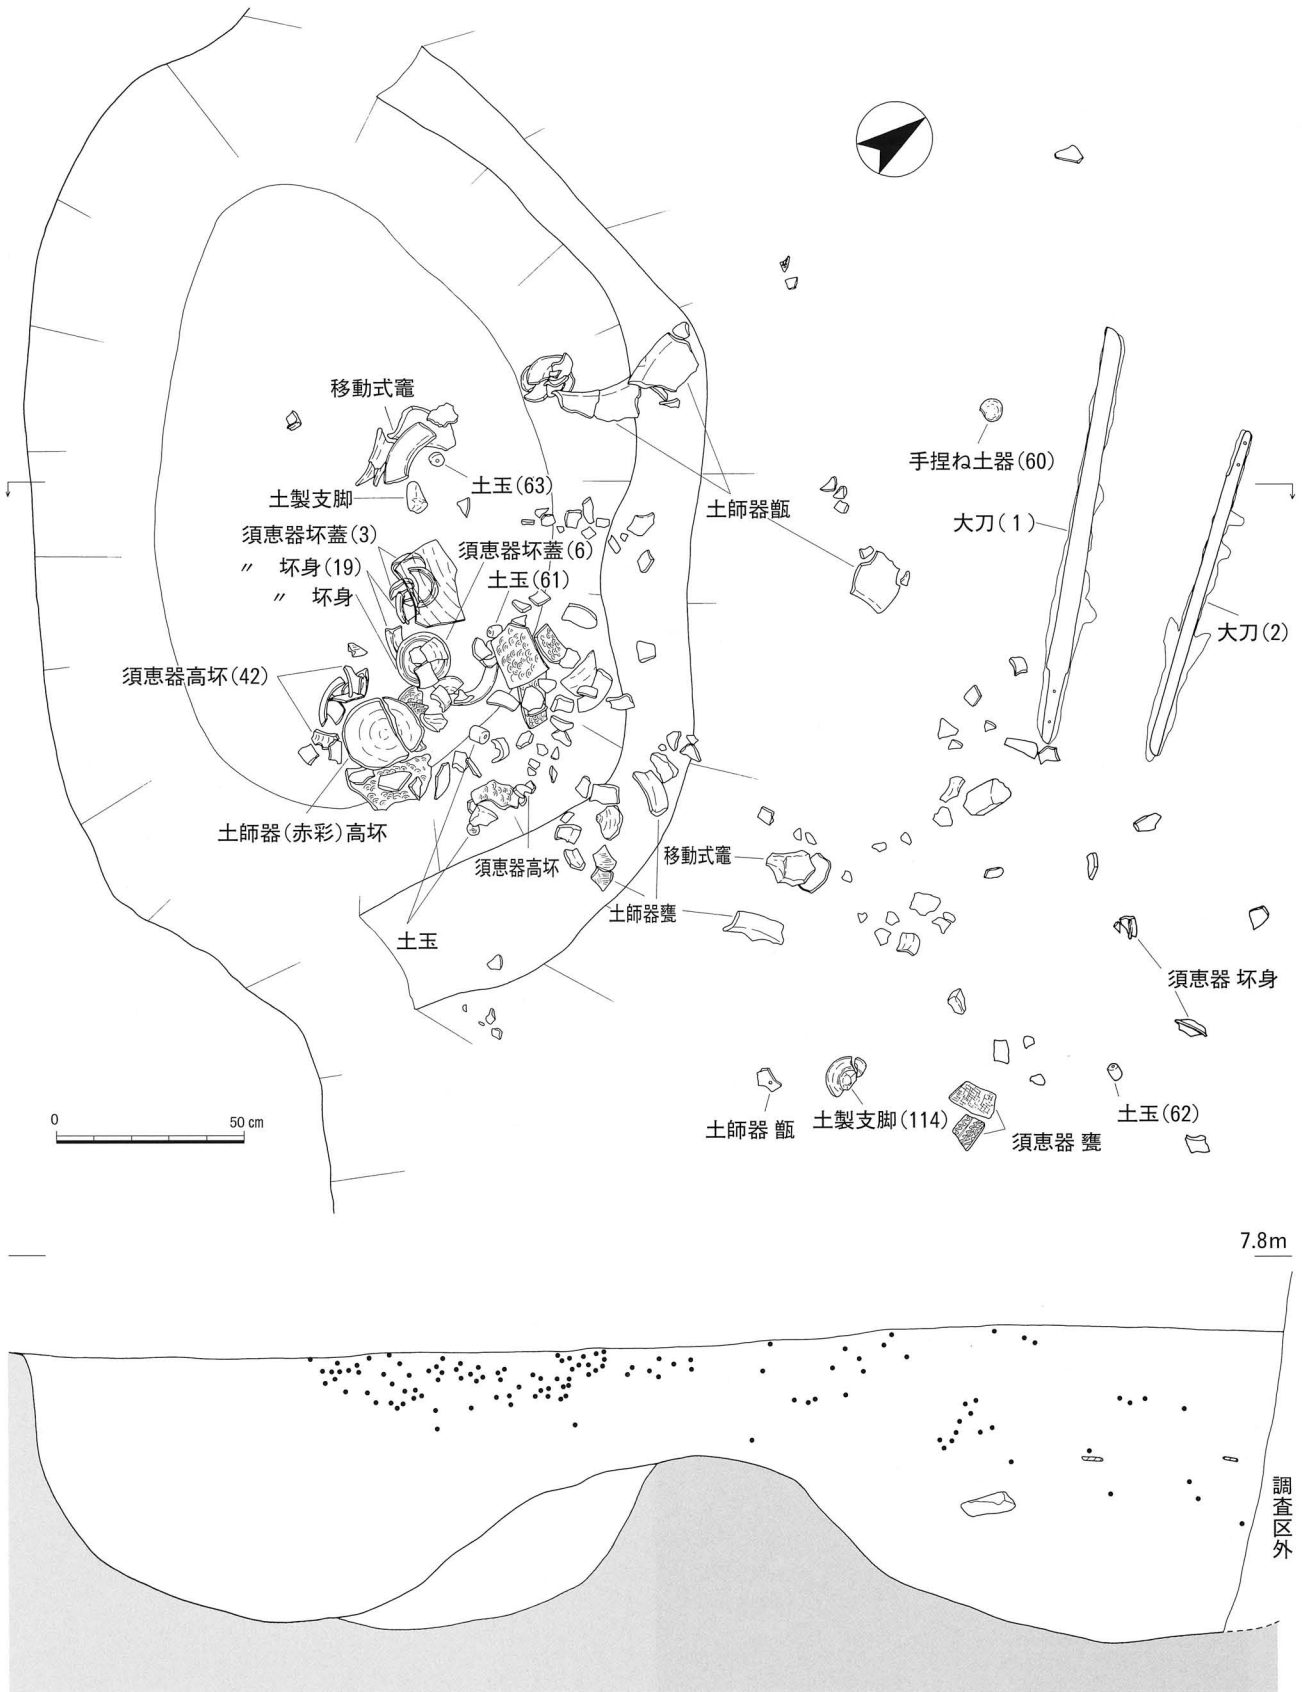 移動式竈
土製支脚
土玉(63)
須恵器坏蓋(3)
〃 坏身(19)
〃 坏身
須恵器坏蓋(6)
土玉(61)
須恵器高坏(42)
土師器(赤彩)高坏
須恵器高坏
土玉
土師器甕
移動式竈
土師器甑
手捏ね土器(60)
大刀(1)
大刀(2)
須恵器 坏身
土師器 甑
土製支脚(114)
須恵器 甕
土玉(62)
0 50cm
7.8m
調査区外